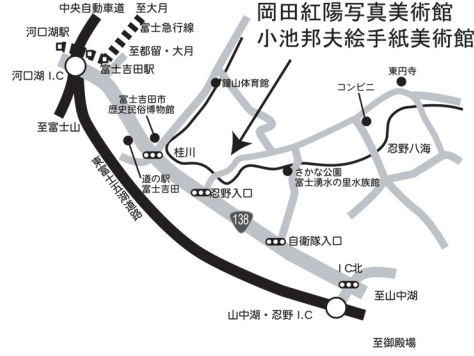 岡田紅陽写真美術館
小池邦夫絵手紙美術館
中央自動車道
至大月
富士急行線
河口湖駅
至都留・大月
富士吉田駅
河口湖 I.C
鐘山体育館
東円寺
コンビニ
富士吉田市
歴史民俗博物館
至富士山
桂川
忍野八海
さかな公園
富士湧水の里水族館
道の駅
富士吉田
忍野入口
東富士五湖道路
138
自衛隊入口
I C北
至山中湖
山中湖・忍野 I.C
至御殿場